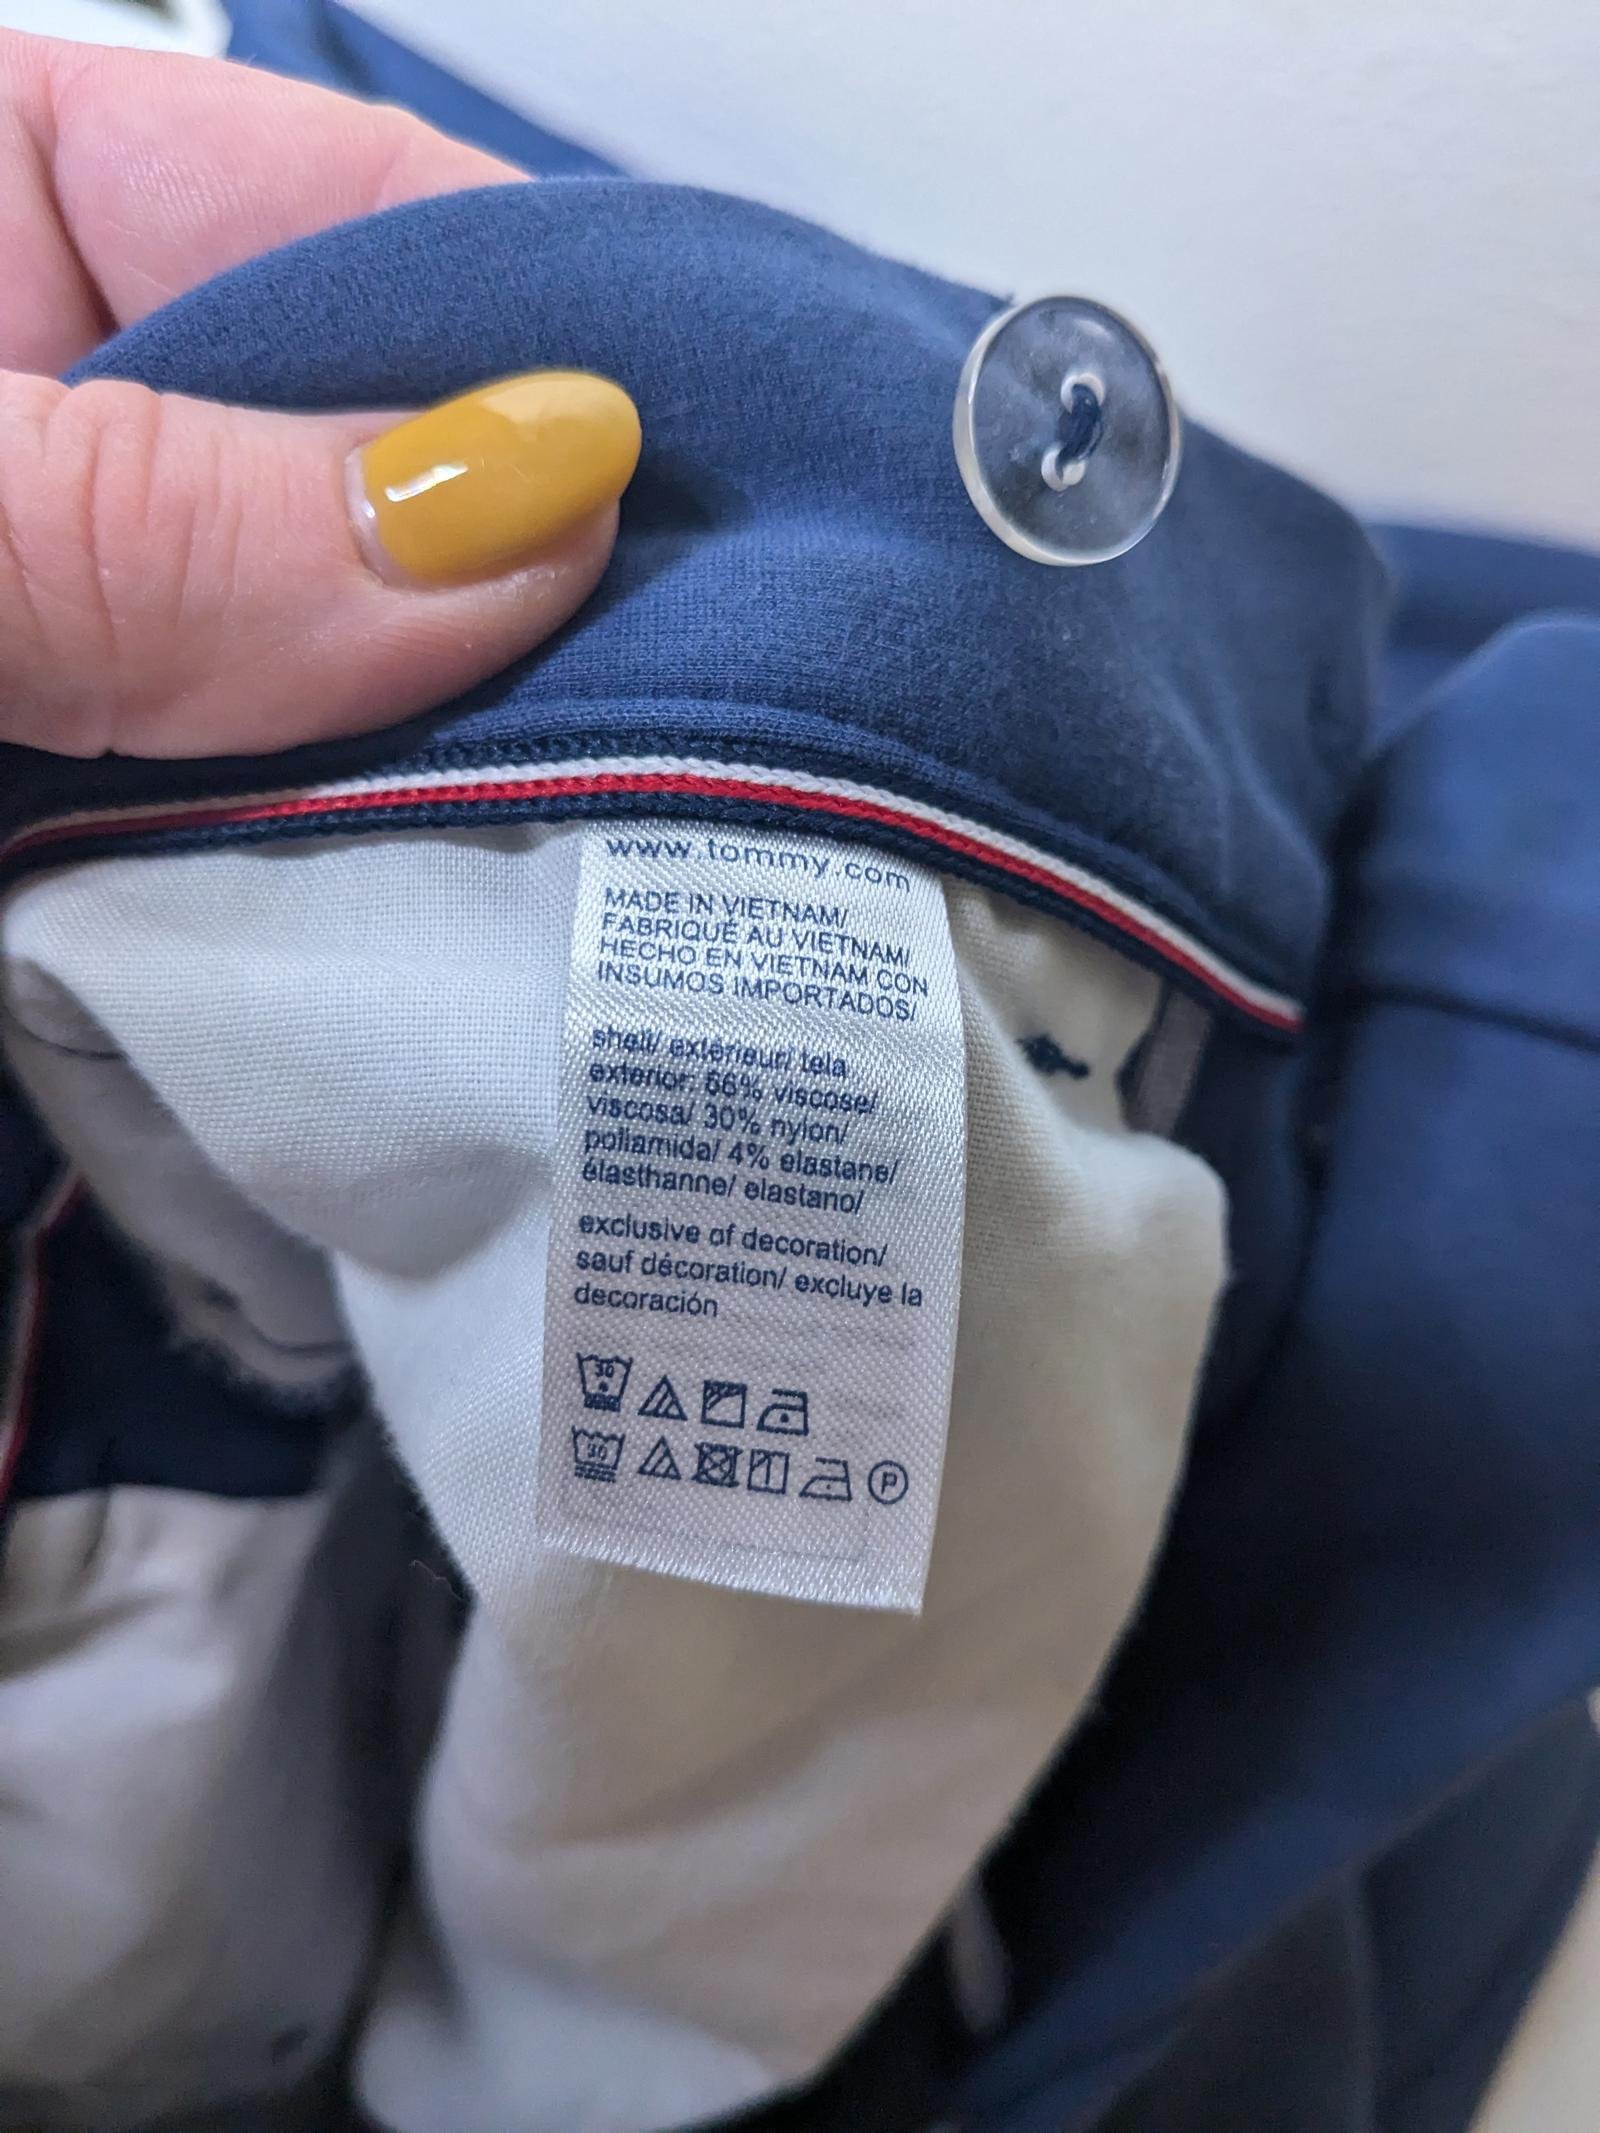 www.tommy.com
MADE IN VIETNAM/
FABRIQUÉ AU VIETNAM/
HECHO EN VIETNAM CON
INSUMOS IMPORTADOS/
shell/ extérieur/ tela
exterior: 66% viscose/
viscosa/ 30% nylon/
poliamida/ 4% elastane/
élasthanne/ elastano/
exclusive of decoration/
sauf décoration/ excluye la
decoración
30
30 P